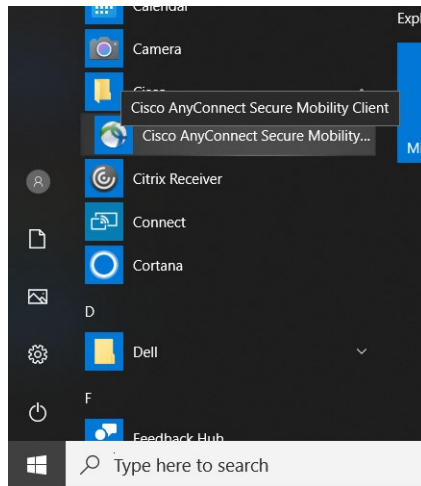 Calendar
Expl
Camera
Cisco
Cisco AnyConnect Secure Mobility Client
Cisco AnyConnect Secure Mobility...
Mi
Citrix Receiver
Connect
Cortana
D
Dell
F
Feedback Hub
Type here to search